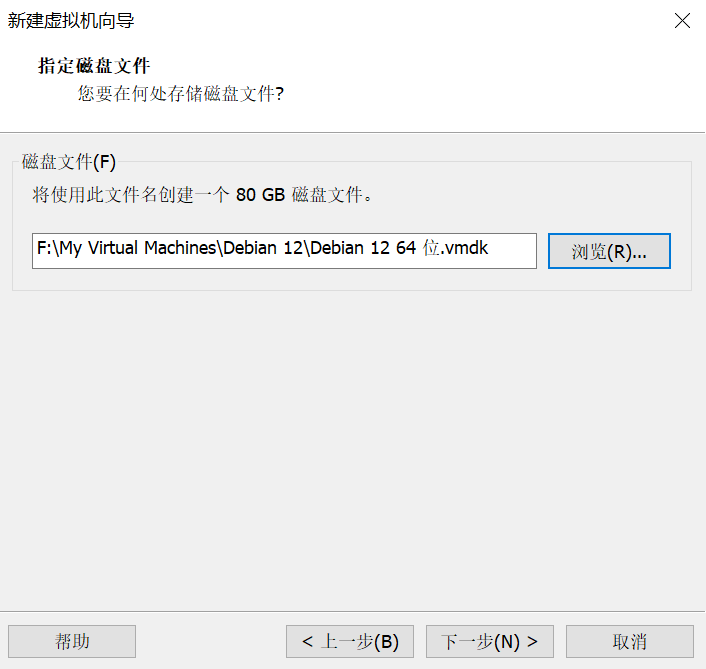 新建虚拟机向导
指定磁盘文件
您要在何处存储磁盘文件?
磁盘文件(F)
将使用此文件名创建一个 80 GB 磁盘文件。
F:\My Virtual Machines\Debian 12\Debian 12 64 位.vmdk
浏览(R)...
帮助
< 上一步(B)
下一步(N) >
取消